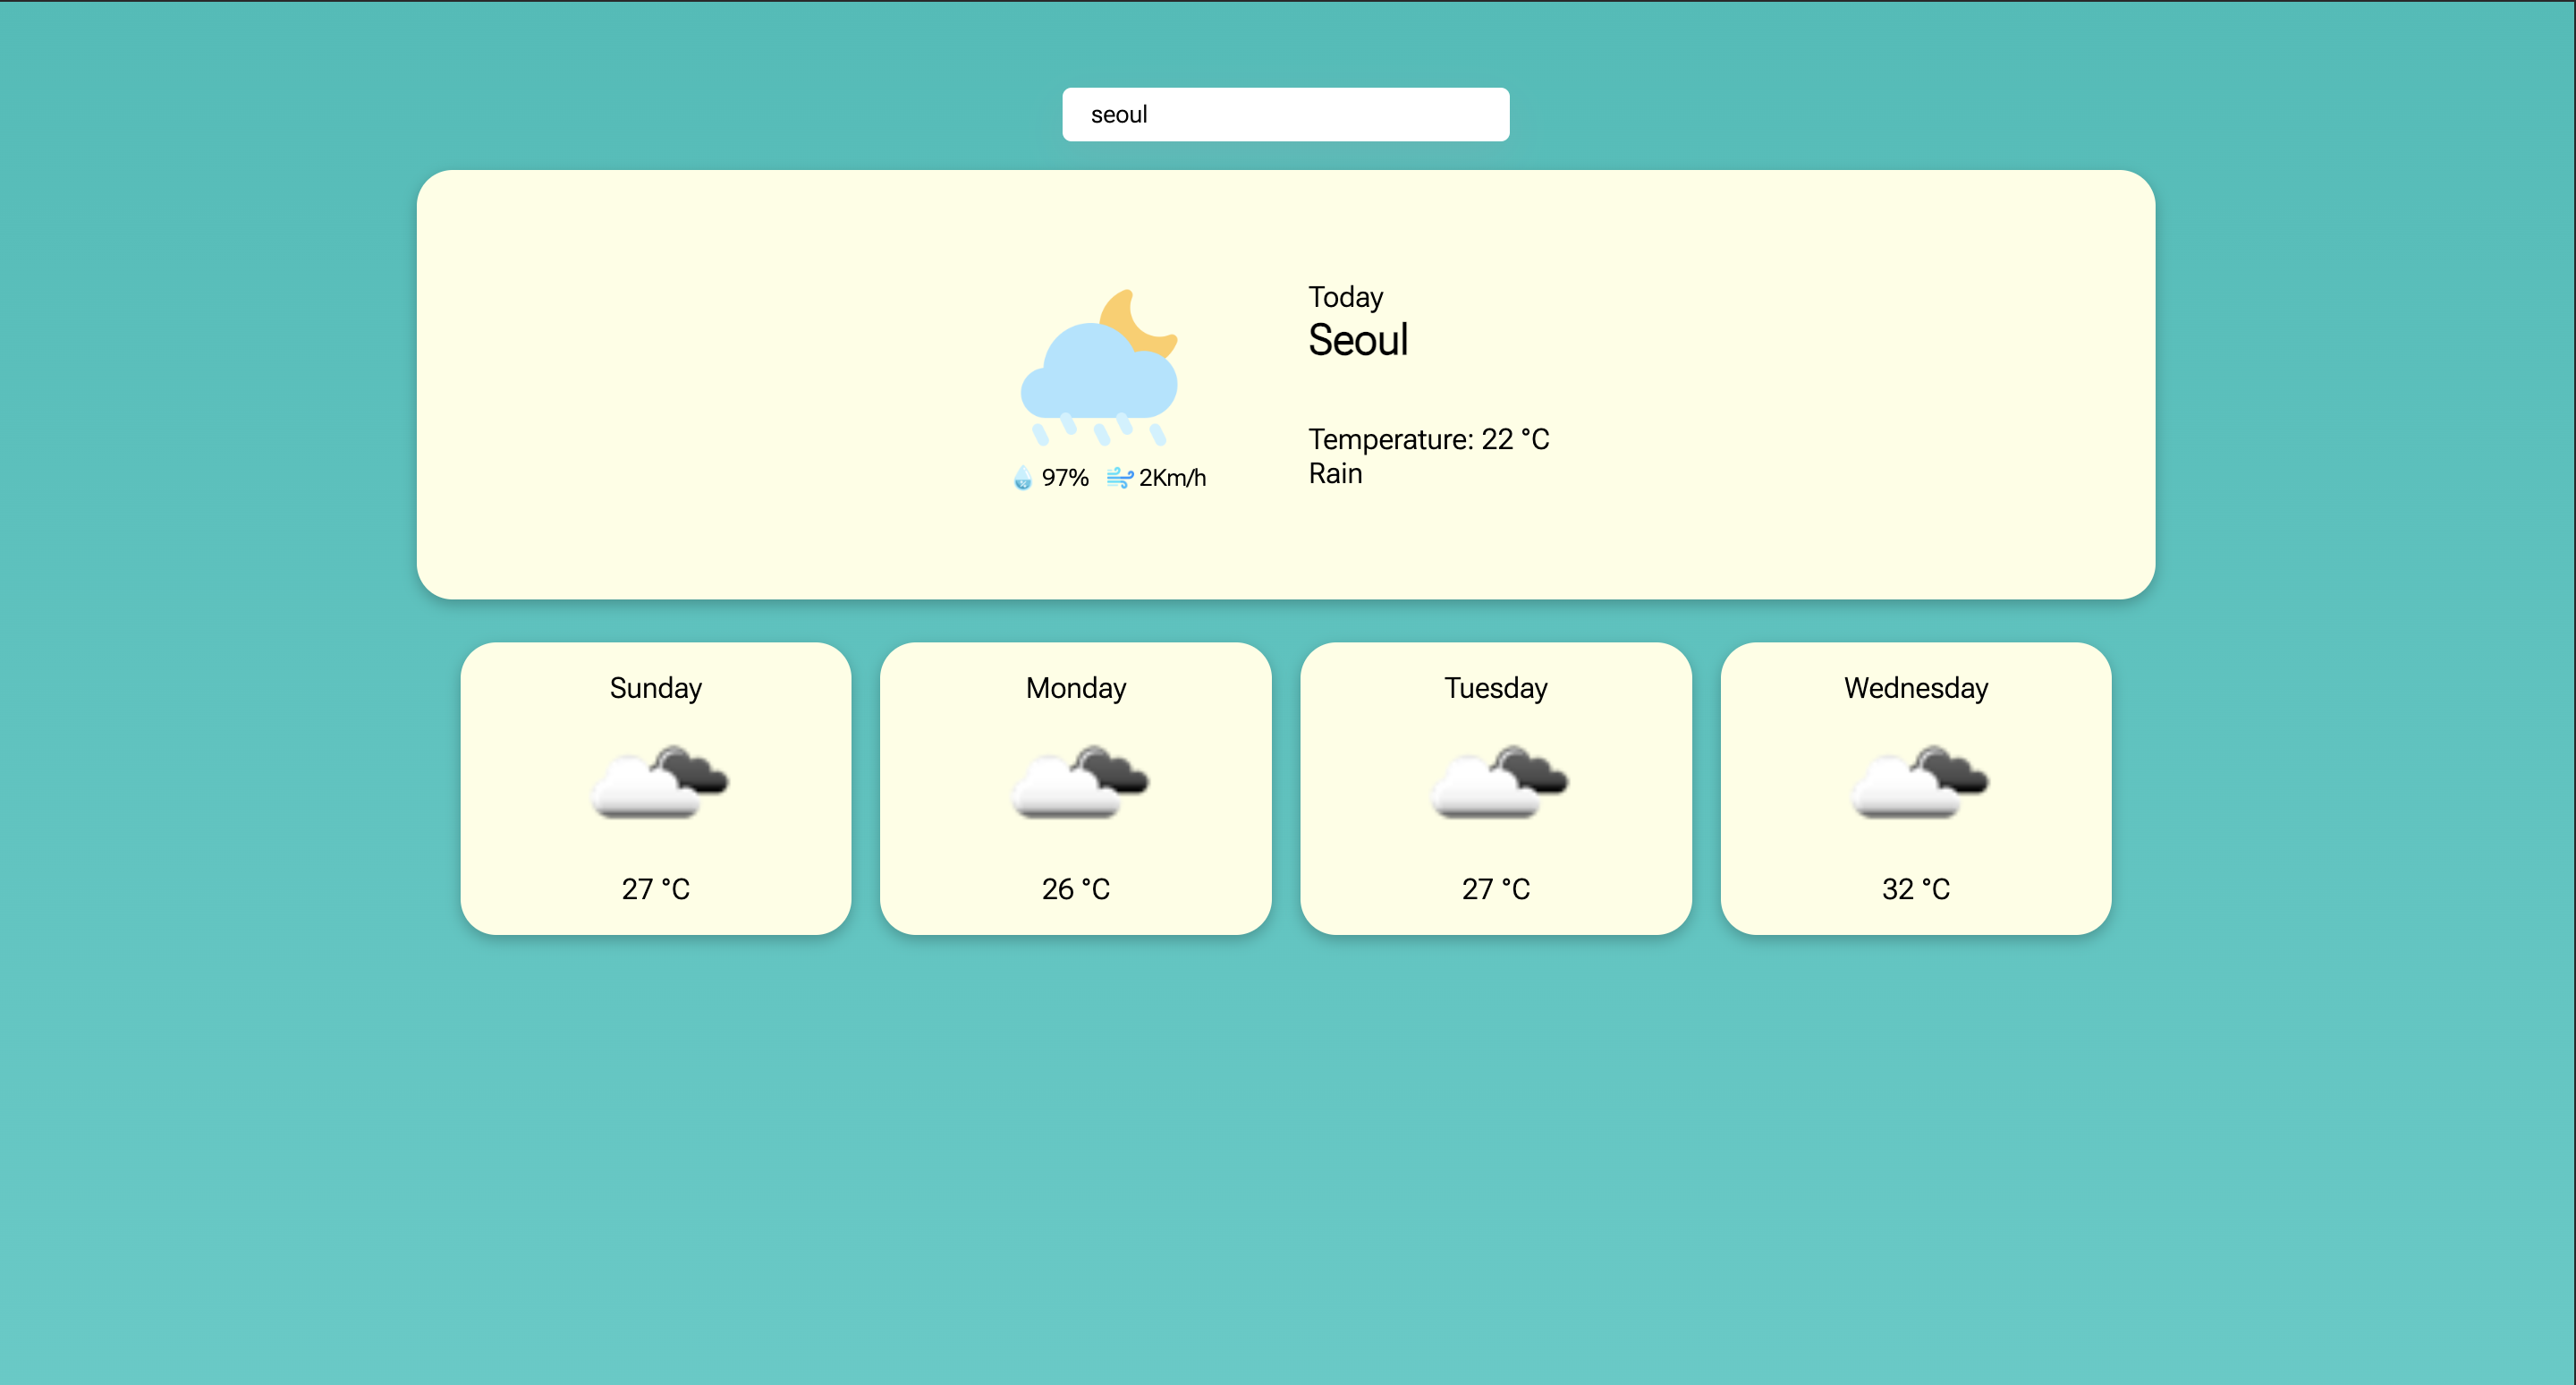 seoul
Today
Seoul
Temperature: 22 °C
Rain
97% 2Km/h
Sunday
27 °C
Monday
26 °C
Tuesday
27 °C
Wednesday
32 °C